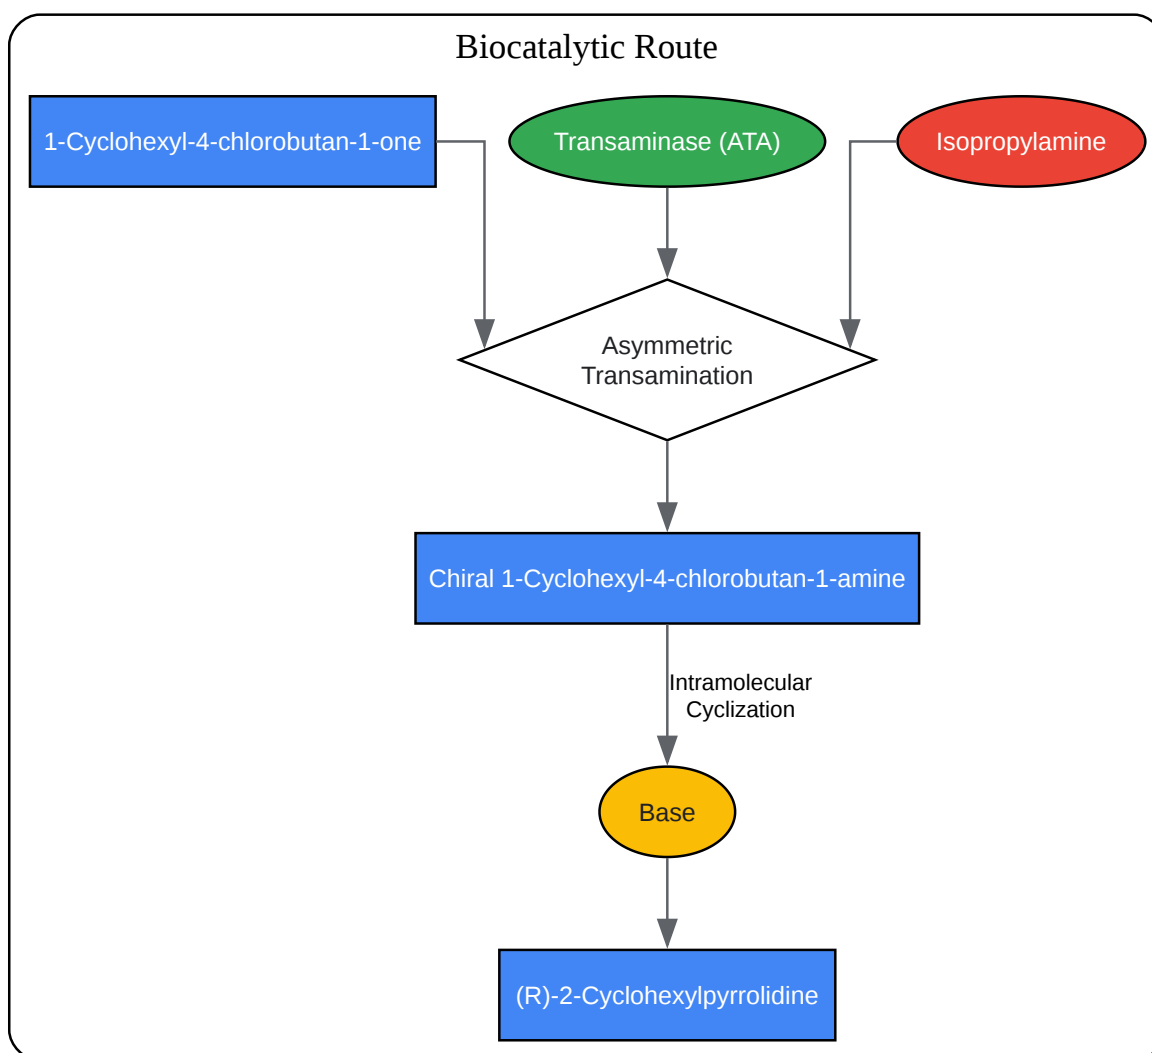 Biocatalytic Route
1-Cyclohexyl-4-chlorobutan-1-one
Transaminase (ATA)
Isopropylamine
Asymmetric
Transamination
Chiral 1-Cyclohexyl-4-chlorobutan-1-amine
Intramolecular
Cyclization
Base
(R)-2-Cyclohexylpyrrolidine